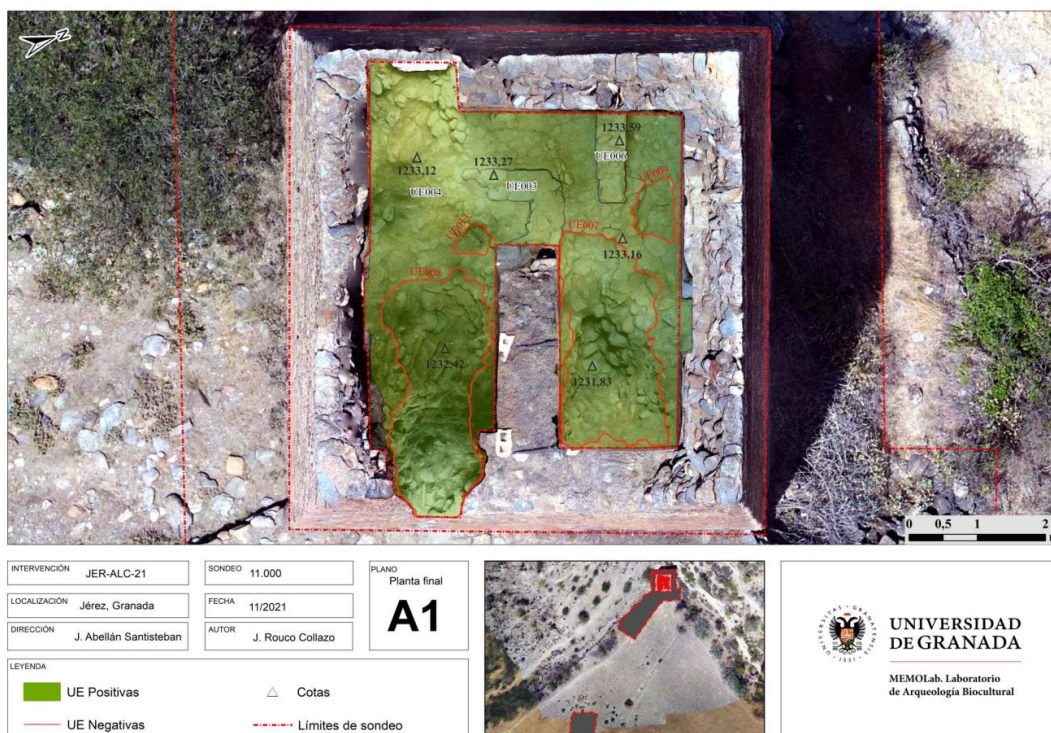 N
1233,59
UE006
1233,12
1233,27
UE003
UE004
UE009
UE007
1233,16
UE008
1232,42
1231,83
0 0,5 1 2
INTERVENCIÓN JER-ALC-21
SONDEO 11.000
PLANO
Planta final
A1
LOCALIZACIÓN Jérez, Granada
FECHA 11/2021
DIRECCIÓN J. Abellán Santisteban
AUTOR J. Rouco Collazo
LEYENDA
UE Positivas
Cotas
UE Negativas
Límites de sondeo
UNIVERSITAS GRANATENSIS
1531
UNIVERSIDAD
DE GRANADA
MEMOLab. Laboratorio
de Arqueología Biocultural